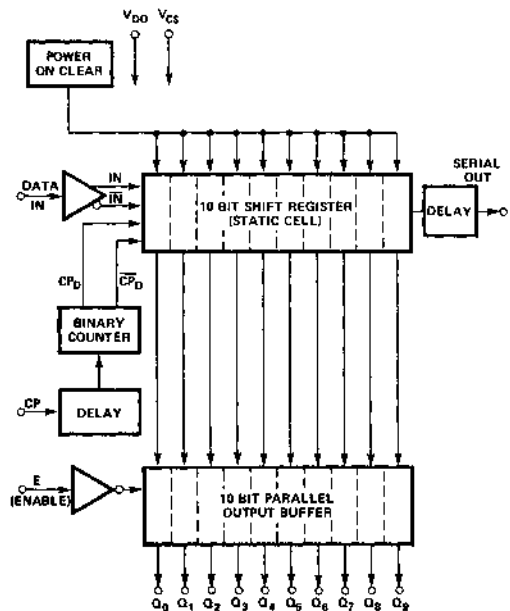 VDO VCS
POWER
ON CLEAR
SERIAL
OUT
DATA
IN
IN
IN
10 BIT SHIFT REGISTER
(STATIC CELL)
DELAY
CPD CPD
BINARY
COUNTER
CP
DELAY
E
(ENABLE)
10 BIT PARALLEL
OUTPUT BUFFER
Q0 Q1 Q2 Q3 Q4 Q5 Q6 Q7 Q8 Q9